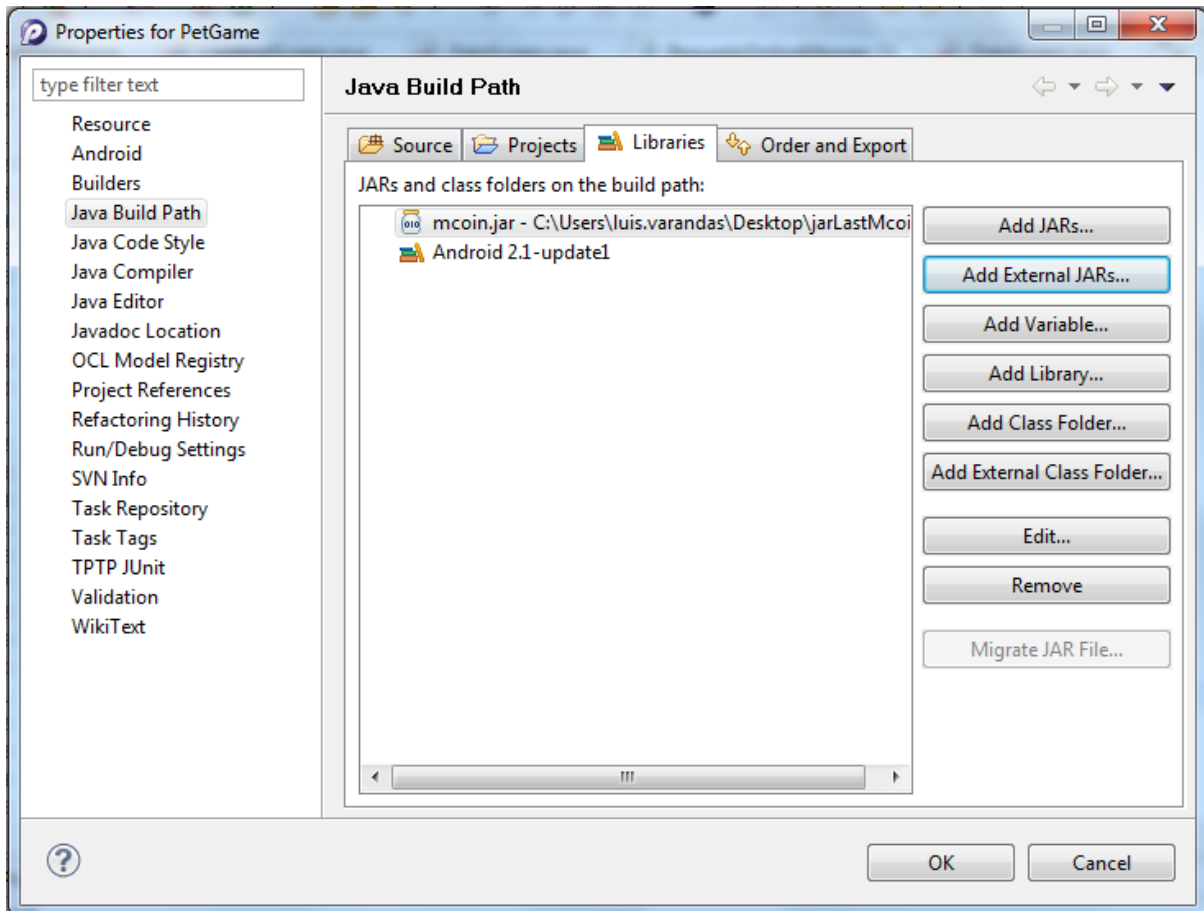 Properties for PetGame
type filter text
Resource
Android
Builders
Java Build Path
Java Code Style
Java Compiler
Java Editor
Javadoc Location
OCL Model Registry
Project References
Refactoring History
Run/Debug Settings
SVN Info
Task Repository
Task Tags
TPTP JUnit
Validation
WikiText
Java Build Path
Source
Projects
Libraries
Order and Export
JARs and class folders on the build path:
mcoin.jar - C:\Users\luis.varandas\Desktop\jarLastMcoi
Android 2.1-update1
Add JARs...
Add External JARs...
Add Variable...
Add Library...
Add Class Folder...
Add External Class Folder...
Edit...
Remove
Migrate JAR File...
OK
Cancel